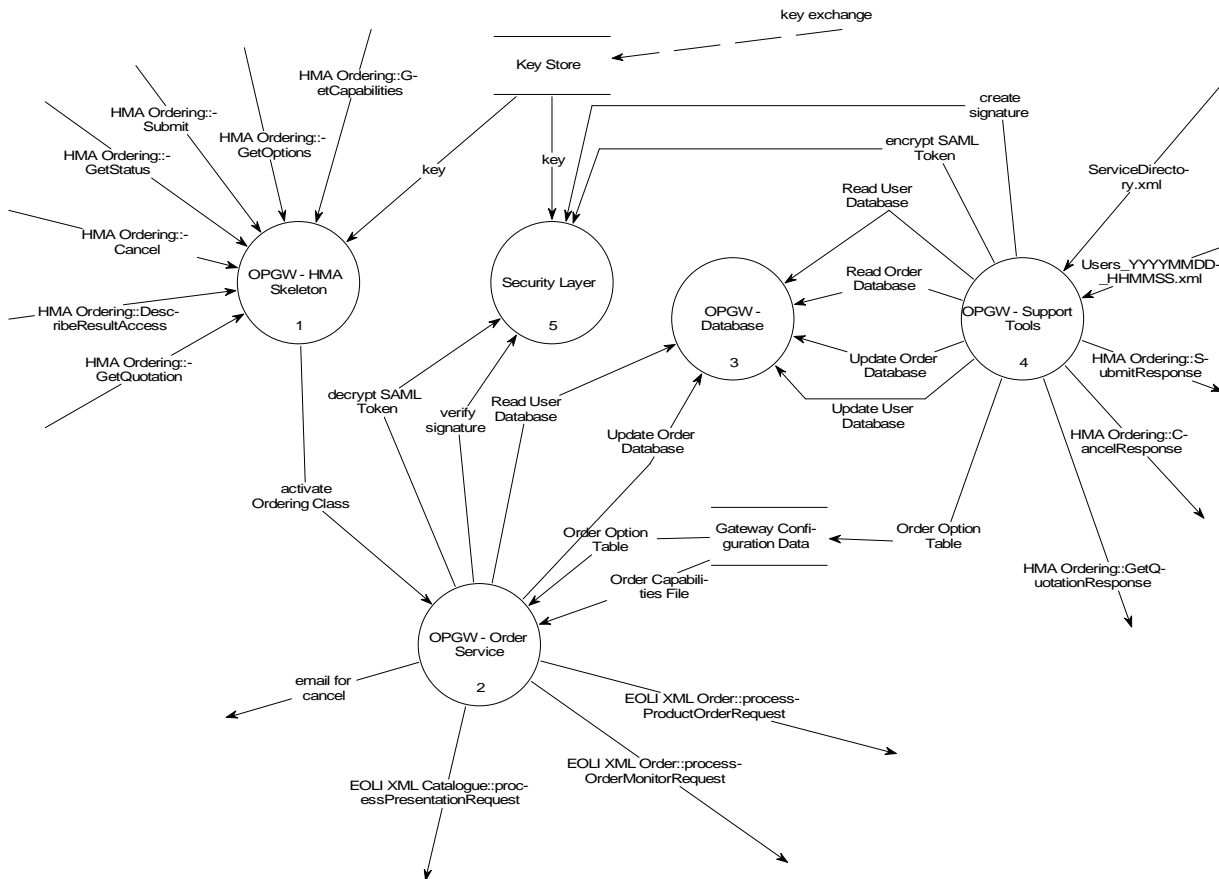 key exchange
Key Store
HMA Ordering::G-
etCapabilities
HMA Ordering::-
Submit
HMA Ordering::-
GetOptions
HMA Ordering::-
GetStatus
HMA Ordering::-
Cancel
HMA Ordering::Desc-
ribeResultAccess
HMA Ordering::-
GetQuotation
key
key
create
signature
encrypt SAML
Token
Read User
Database
Read Order
Database
Update Order
Database
Update User
Database
ServiceDirecto-
ry.xml
Users_YYYYMMDD-
_HHMMSS.xml
OPGW - HMA
Skeleton
1
Security Layer
5
OPGW -
Database
3
OPGW - Support
Tools
4
HMA Ordering::S-
ubmitResponse
HMA Ordering::C-
ancelResponse
HMA Ordering::GetQ-
uotationResponse
decrypt SAML
Token
verify
signature
Read User
Database
Update Order
Database
activate
Ordering Class
Order Option
Table
Gateway Confi-
guration Data
Order Option
Table
Order Capabili-
ties File
OPGW - Order
Service
2
email for
cancel
EOLI XML Order::process-
ProductOrderRequest
EOLI XML Order::process-
OrderMonitorRequest
EOLI XML Catalogue::proc-
essPresentationRequest